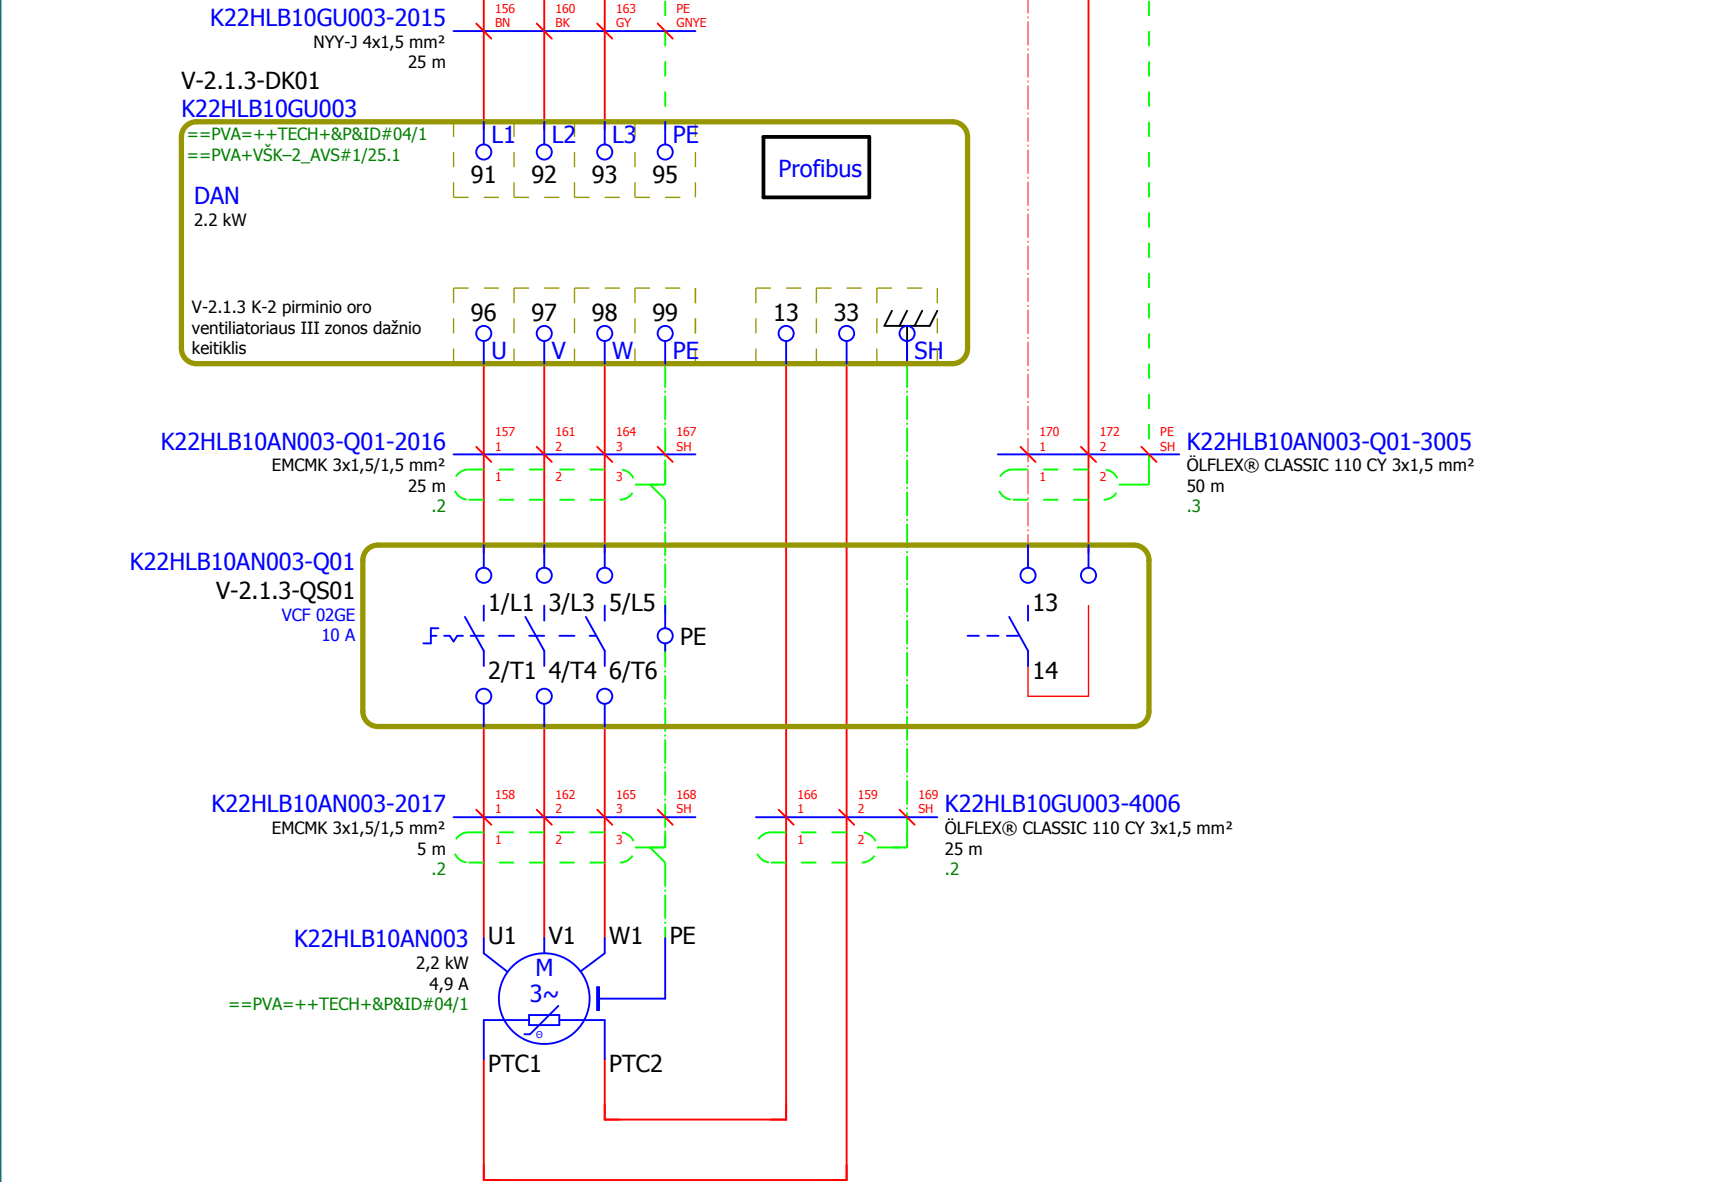 K22HLB10GU003-2015
NYY-J 4x1,5 mm²
25 m
156
BN
160
BK
163
GY
PE
GNYE
V-2.1.3-DK01
K22HLB10GU003
==PVA=++TECH+&P&ID#04/1
==PVA+VŠK–2_AVS#1/25.1
L1
L2
L3
PE
91
92
93
95
Profibus
DAN
2.2 kW
V-2.1.3 K-2 pirminio oro
ventiliatoriaus III zonos dažnio
keitiklis
96
97
98
99
13
33
U
V
W
PE
SH
K22HLB10AN003-Q01-2016
EMCMK 3x1,5/1,5 mm²
25 m
.2
157
1
161
2
164
3
167
SH
1
2
3
170
1
172
2
PE
SH
1
2
K22HLB10AN003-Q01-3005
ÖLFLEX® CLASSIC 110 CY 3x1,5 mm²
50 m
.3
K22HLB10AN003-Q01
V-2.1.3-QS01
VCF 02GE
10 A
1/L1
3/L3
5/L5
PE
2/T1
4/T4
6/T6
13
14
K22HLB10AN003-2017
EMCMK 3x1,5/1,5 mm²
5 m
.2
158
1
162
2
165
3
168
SH
1
2
3
166
1
159
2
169
SH
1
2
K22HLB10GU003-4006
ÖLFLEX® CLASSIC 110 CY 3x1,5 mm²
25 m
.2
K22HLB10AN003
2,2 kW
4,9 A
==PVA=++TECH+&P&ID#04/1
U1
V1
W1
PE
M
3~
Θ
PTC1
PTC2